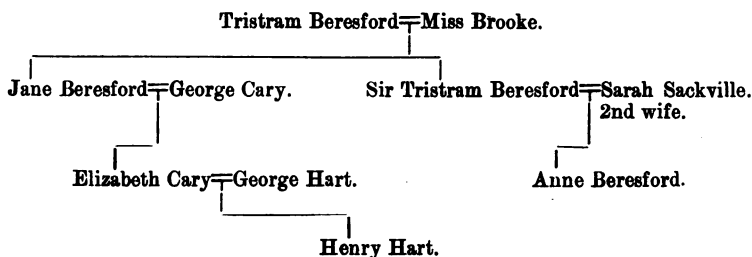 Tristram Beresford=Miss Brooke.
Jane Beresford=George Cary. Sir Tristram Beresford=Sarah Sackville.
2nd wife.
Elizabeth Cary=George Hart. Anne Beresford.
Henry Hart.